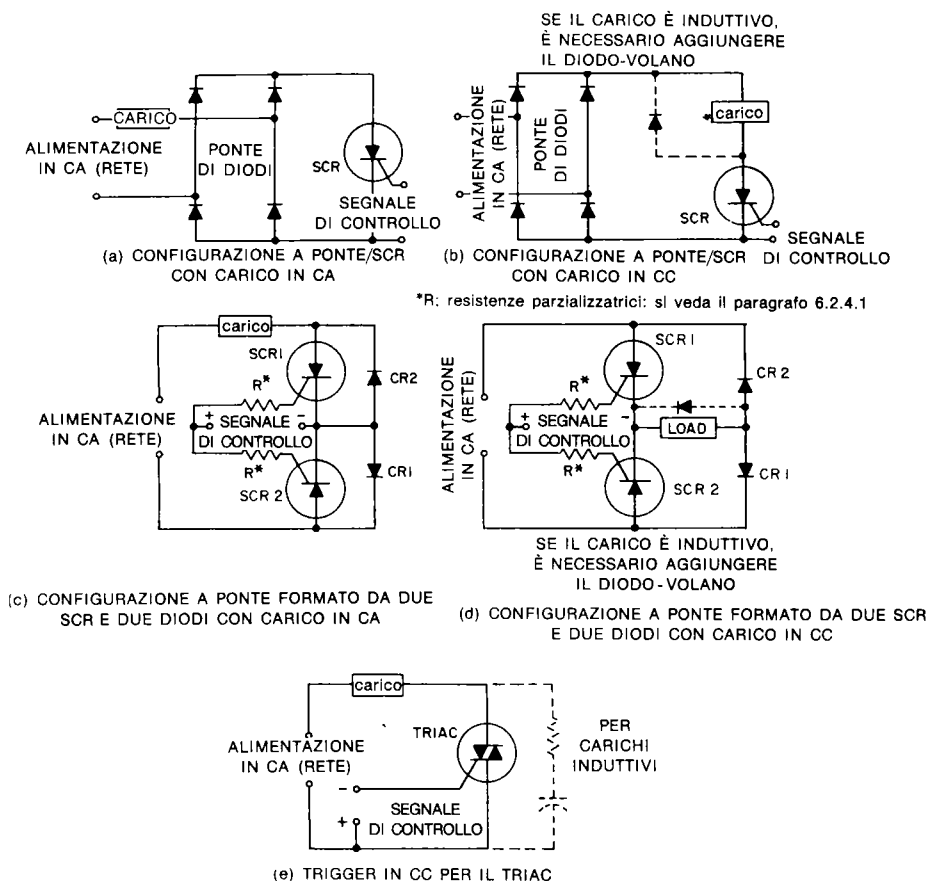 SE IL CARICO È INDUTTIVO,
È NECESSARIO AGGIUNGERE
IL DIODO-VOLANO
CARICO
ALIMENTAZIONE
IN CA (RETE)
PONTE
DI DIODI
SCR
SEGNALE
DI CONTROLLO
(a) CONFIGURAZIONE A PONTE/SCR
CON CARICO IN CA
ALIMENTAZIONE
IN CA (RETE)
PONTE
DI DIODI
*carico
SCR
SEGNALE
DI CONTROLLO
(b) CONFIGURAZIONE A PONTE/SCR
CON CARICO IN CC
*R: resistenze parzializzatrici: si veda il paragrafo 6.2.4.1
carico
SCR1
R*
CR2
ALIMENTAZIONE
IN CA (RETE)
+ SEGNALE -
DI CONTROLLO
R*
SCR 2
CR1
(c) CONFIGURAZIONE A PONTE FORMATO DA DUE
SCR E DUE DIODI CON CARICO IN CA
ALIMENTAZIONE
IN CA (RETE)
SCR 1
R*
CR 2
+ SEGNALE -
DI CONTROLLO
LOAD
R*
SCR 2
CR 1
SE IL CARICO È INDUTTIVO,
È NECESSARIO AGGIUNGERE
IL DIODO-VOLANO
(d) CONFIGURAZIONE A PONTE FORMATO DA DUE SCR
E DUE DIODI CON CARICO IN CC
carico
TRIAC
ALIMENTAZIONE
IN CA (RETE)
-
+
SEGNALE
DI CONTROLLO
PER
CARICHI
INDUTTIVI
(e) TRIGGER IN CC PER IL TRIAC